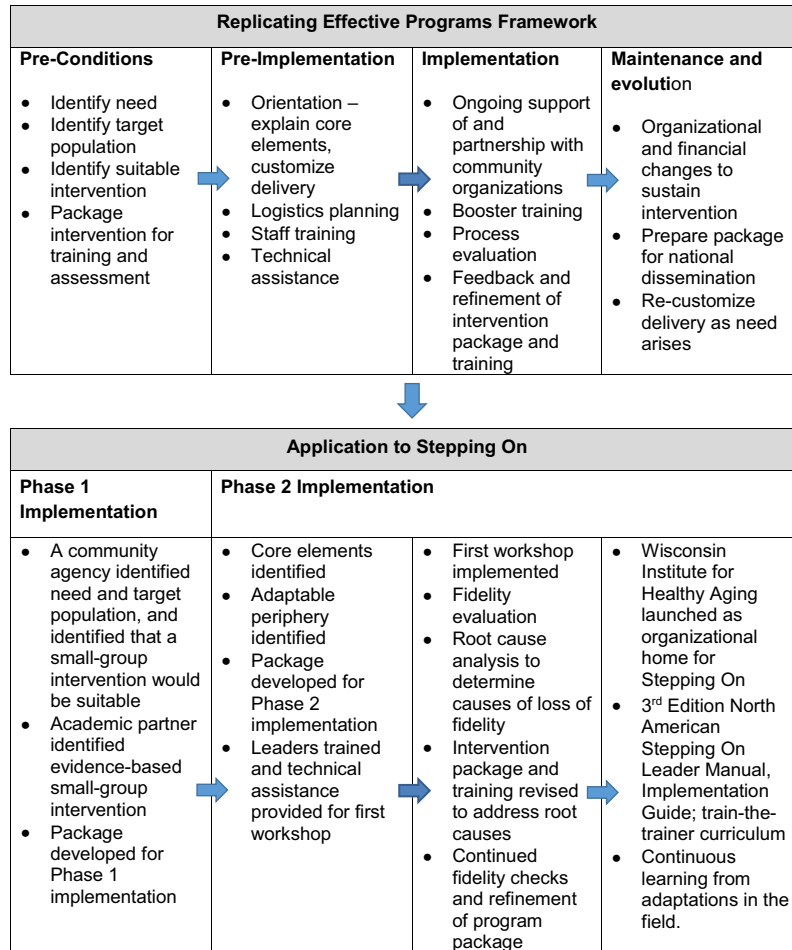 Replicating Effective Programs Framework
Pre-Conditions
● Identify need
● Identify target
population
● Identify suitable
intervention
● Package
intervention for
training and
assessment
Pre-Implementation
● Orientation –
explain core
elements,
customize
delivery
● Logistics planning
● Staff training
● Technical
assistance
Implementation
● Ongoing support
of and
partnership with
community
organizations
● Booster training
● Process
evaluation
● Feedback and
refinement of
intervention
package and
training
Maintenance and
evolution
● Organizational
and financial
changes to
sustain
intervention
● Prepare package
for national
dissemination
● Re-customize
delivery as need
arises
Application to Stepping On
Phase 1
Implementation
Phase 2 Implementation
● A community
agency identified
need and target
population, and
identified that a
small-group
intervention would
be suitable
● Academic partner
identified
evidence-based
small-group
intervention
● Package
developed for
Phase 1
implementation
● Core elements
identified
● Adaptable
periphery
identified
● Package
developed for
Phase 2
implementation
● Leaders trained
and technical
assistance
provided for first
workshop
● First workshop
implemented
● Fidelity
evaluation
● Root cause
analysis to
determine
causes of loss of
fidelity
● Intervention
package and
training revised
to address root
causes
● Continued
fidelity checks
and refinement
of program
package
● Wisconsin
Institute for
Healthy Aging
launched as
organizational
home for
Stepping On
● 3rd Edition North
American
Stepping On
Leader Manual,
Implementation
Guide; train-the-
trainer curriculum
● Continuous
learning from
adaptations in the
field.